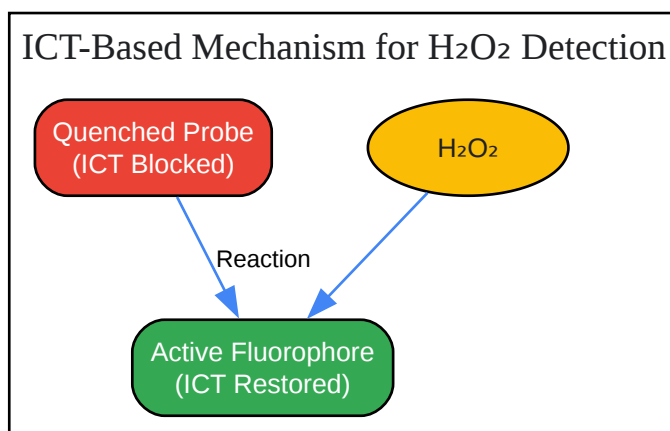 ICT-Based Mechanism for H₂O₂ Detection
Quenched Probe
(ICT Blocked)
H₂O₂
Reaction
Active Fluorophore
(ICT Restored)